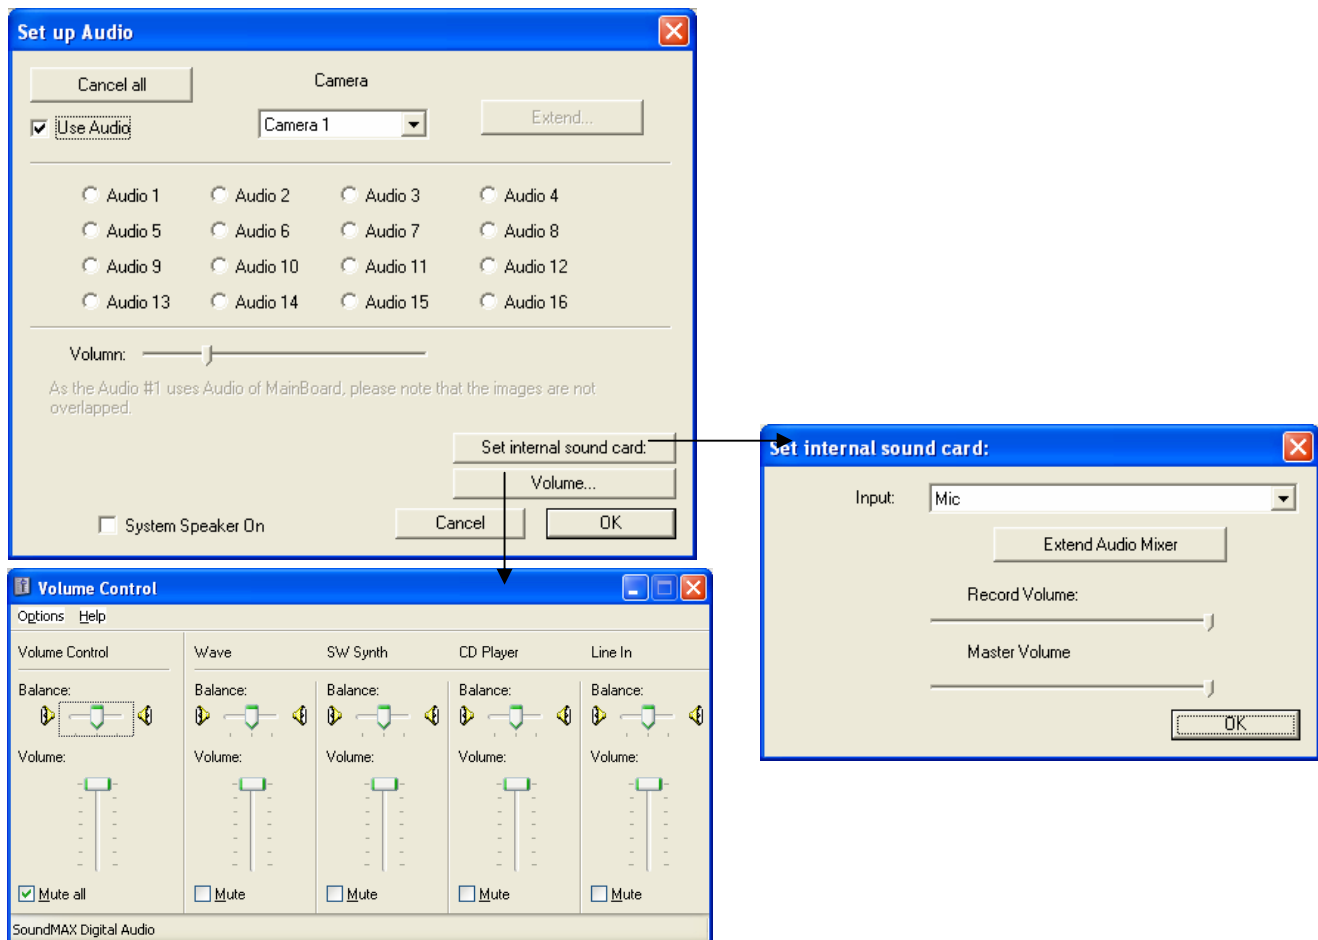 Set up Audio
Cancel all
Camera
Use Audio
Camera 1
Extend...
Audio 1 Audio 2 Audio 3 Audio 4
Audio 5 Audio 6 Audio 7 Audio 8
Audio 9 Audio 10 Audio 11 Audio 12
Audio 13 Audio 14 Audio 15 Audio 16
Volumn:
As the Audio #1 uses Audio of MainBoard, please note that the images are not
overlapped.
Set internal sound card:
Volume...
System Speaker On
Cancel
OK
Set internal sound card:
Input: Mic
Extend Audio Mixer
Record Volume:
Master Volume
OK
Volume Control
Options Help
Volume Control Wave SW Synth CD Player Line In
Balance: Balance: Balance: Balance: Balance:
Volume: Volume: Volume: Volume: Volume:
Mute all Mute Mute Mute Mute
SoundMAX Digital Audio